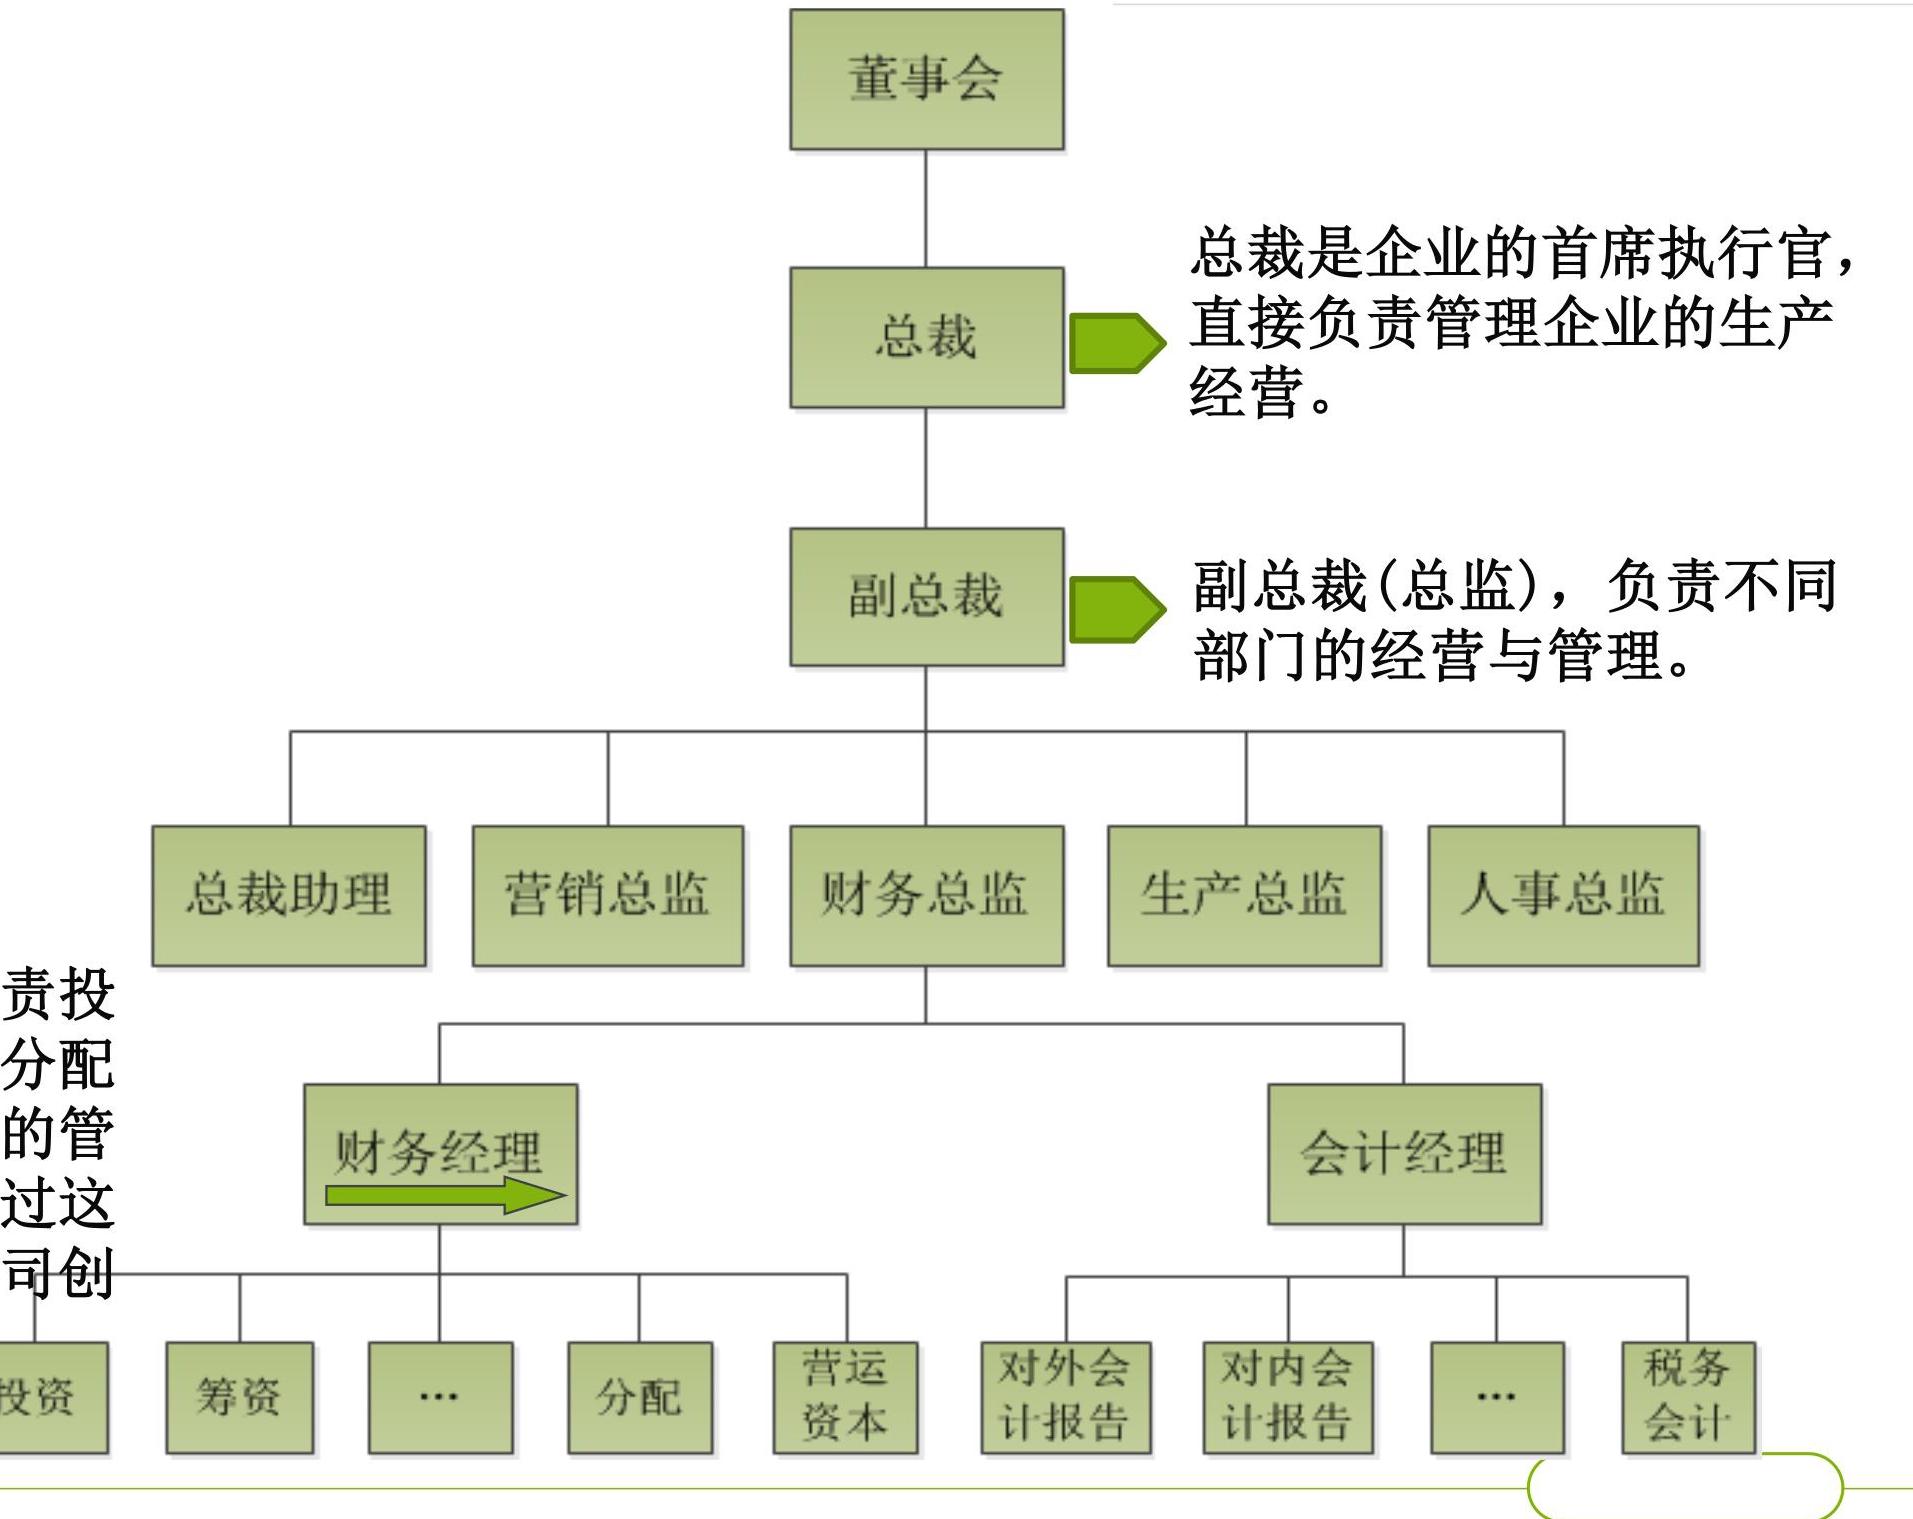 董事会
总裁
总裁是企业的首席执行官，
直接负责管理企业的生产
经营。
副总裁
副总裁(总监)，负责不同
部门的经营与管理。
总裁助理
营销总监
财务总监
生产总监
人事总监
责投
分配
的管
过这
司创
财务经理
会计经理
投资
筹资
…
分配
营运
资本
对外会
计报告
对内会
计报告
…
税务
会计